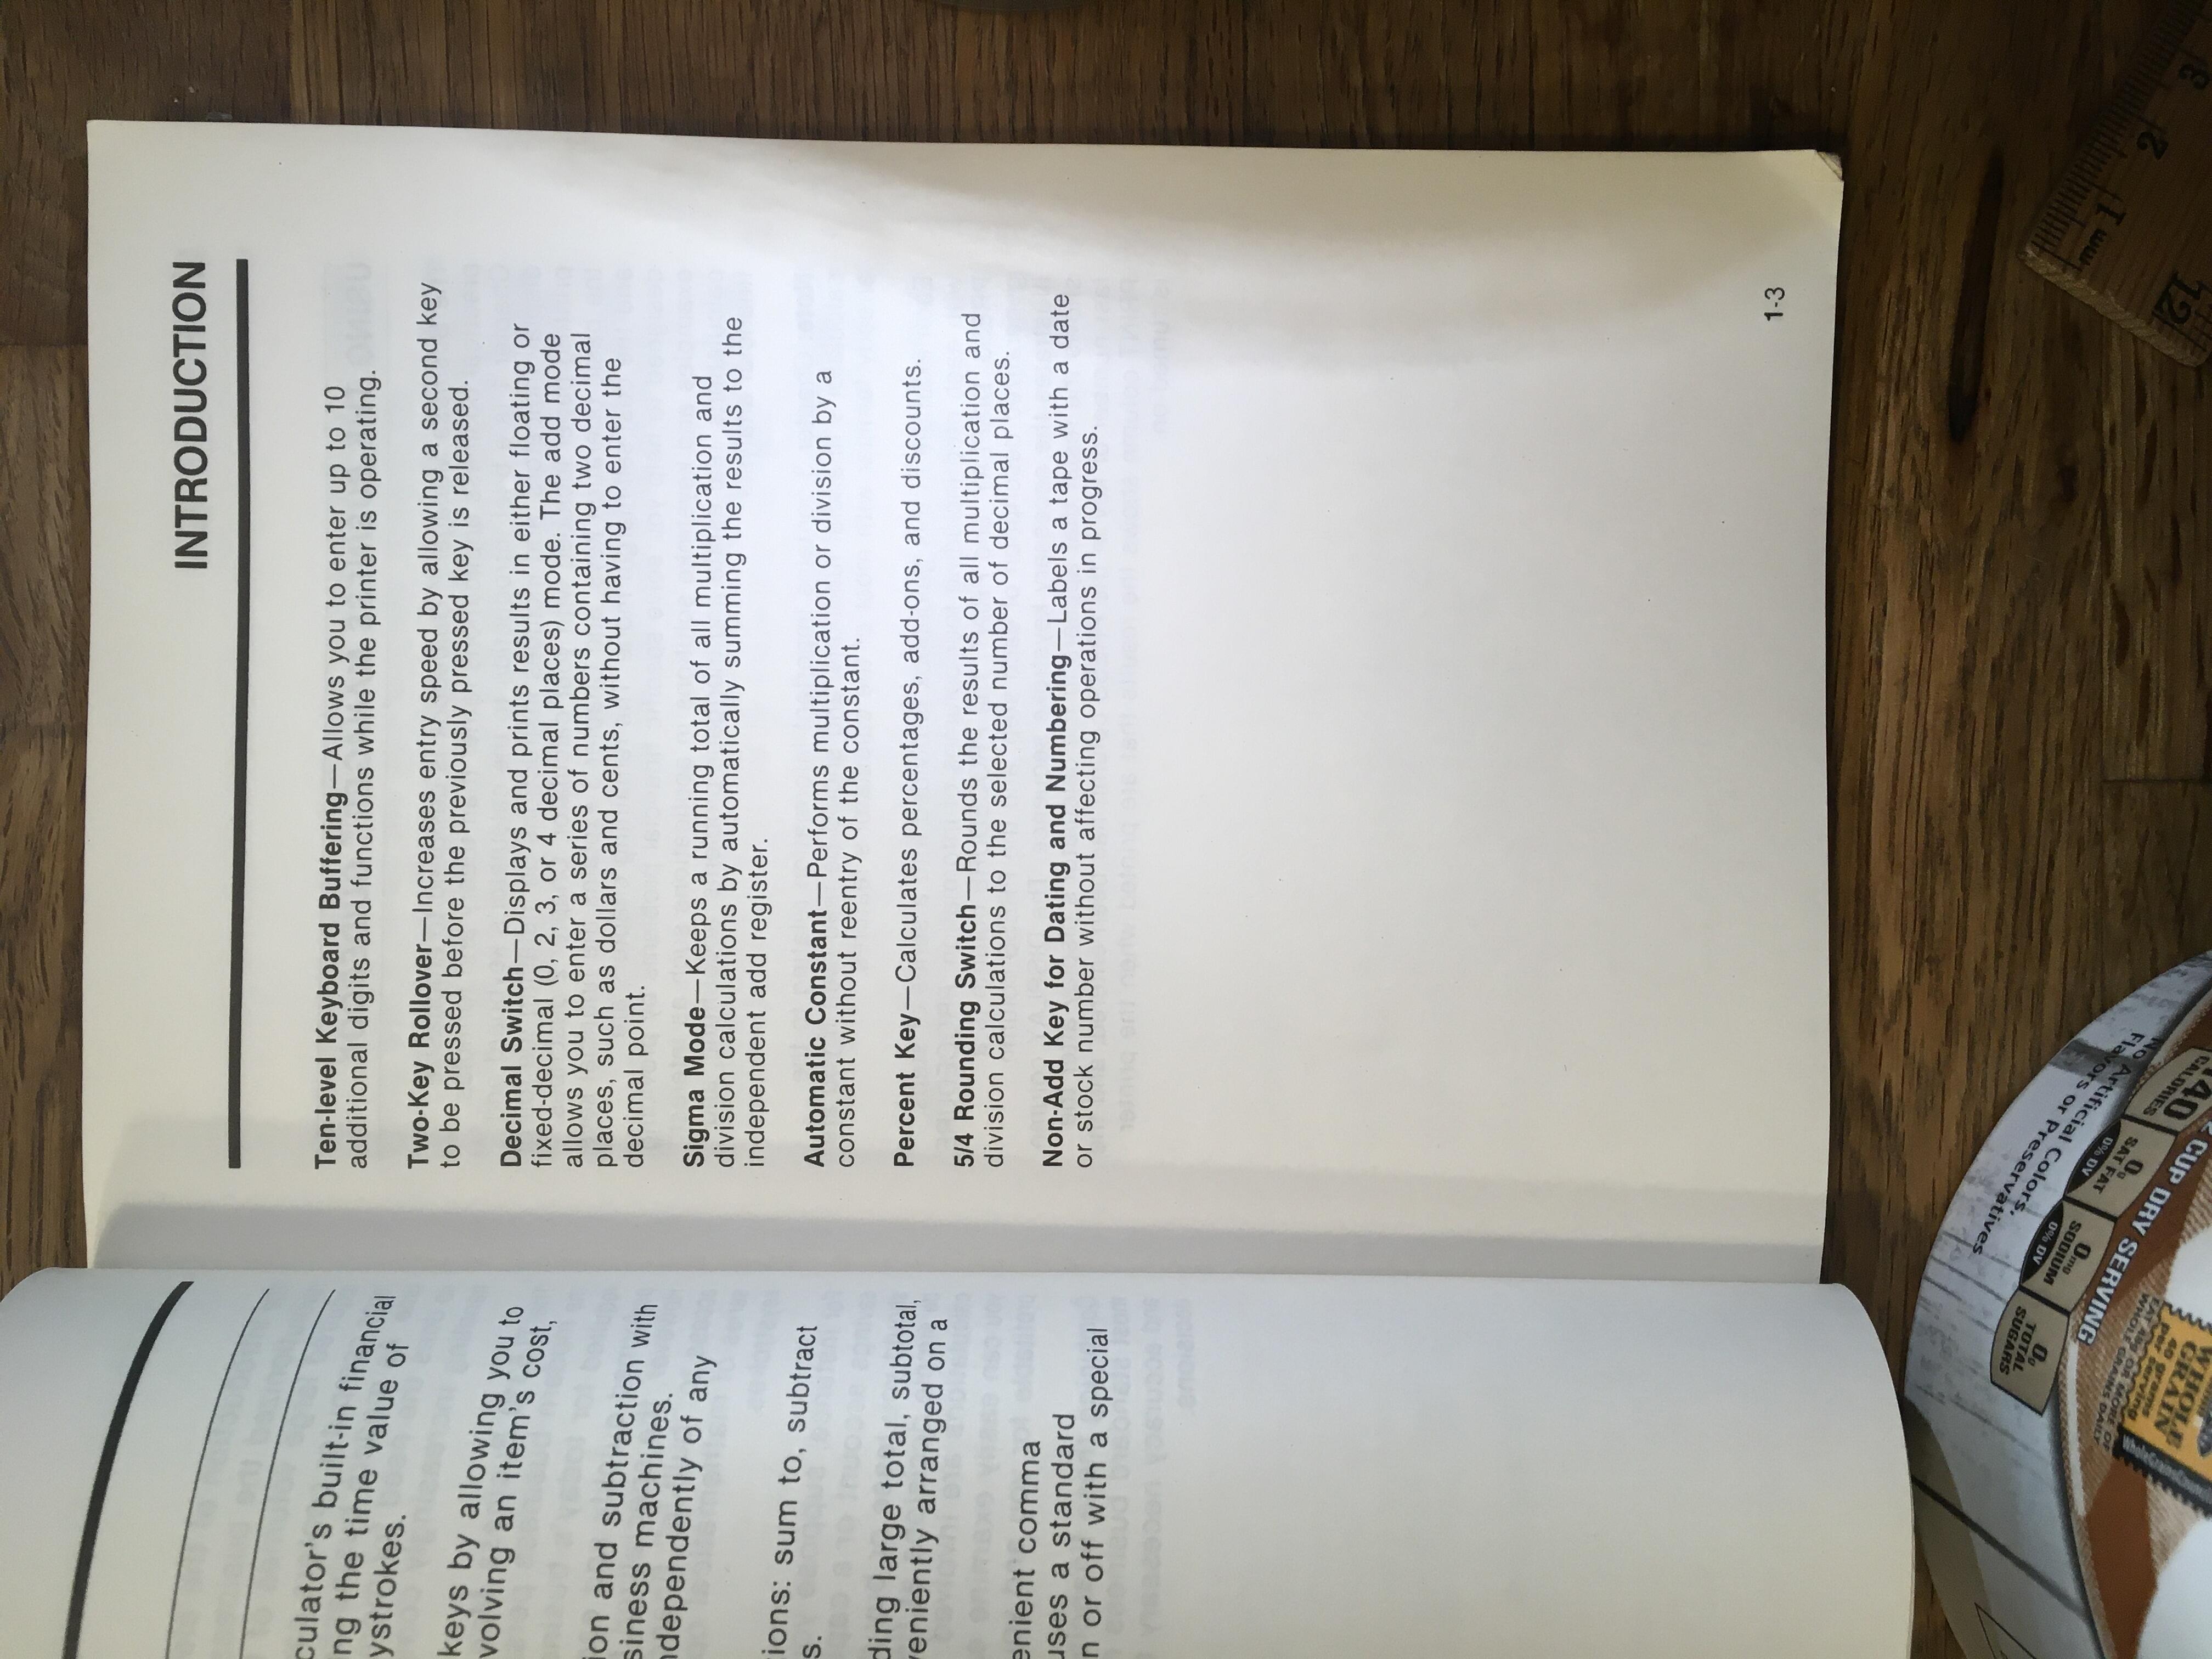 culator's built-in financial
ng the time value of
ystrokes.
keys by allowing you to
volving an item's cost,
ion and subtraction with
siness machines.
ndependently of any
ions: sum to, subtract
s.
ding large total, subtotal,
veniently arranged on a
enient comma
uses a standard
n or off with a special
INTRODUCTION
Ten-level Keyboard Buffering—Allows you to enter up to 10
additional digits and functions while the printer is operating.
Two-Key Rollover—Increases entry speed by allowing a second key
to be pressed before the previously pressed key is released.
Decimal Switch—Displays and prints results in either floating or
fixed-decimal (0, 2, 3, or 4 decimal places) mode. The add mode
allows you to enter a series of numbers containing two decimal
places, such as dollars and cents, without having to enter the
decimal point.
Sigma Mode—Keeps a running total of all multiplication and
division calculations by automatically summing the results to the
independent add register.
Automatic Constant—Performs multiplication or division by a
constant without reentry of the constant.
Percent Key—Calculates percentages, add-ons, and discounts.
5/4 Rounding Switch—Rounds the results of all multiplication and
division calculations to the selected number of decimal places.
Non-Add Key for Dating and Numbering—Labels a tape with a date
or stock number without affecting operations in progress.
1-3
No Artificial Colors,
Flavors or Preservatives
CUP DRY SERVING
140
CALORIES
0g
SAT FAT
0% DV
0mg
SODIUM
0% DV
0g
TOTAL
SUGARS
WHOLE
GRAIN
40 grams
per
serving
EAT 48g OR MORE OF
WHOLE GRAINS DAILY
mm 1 2 3
12